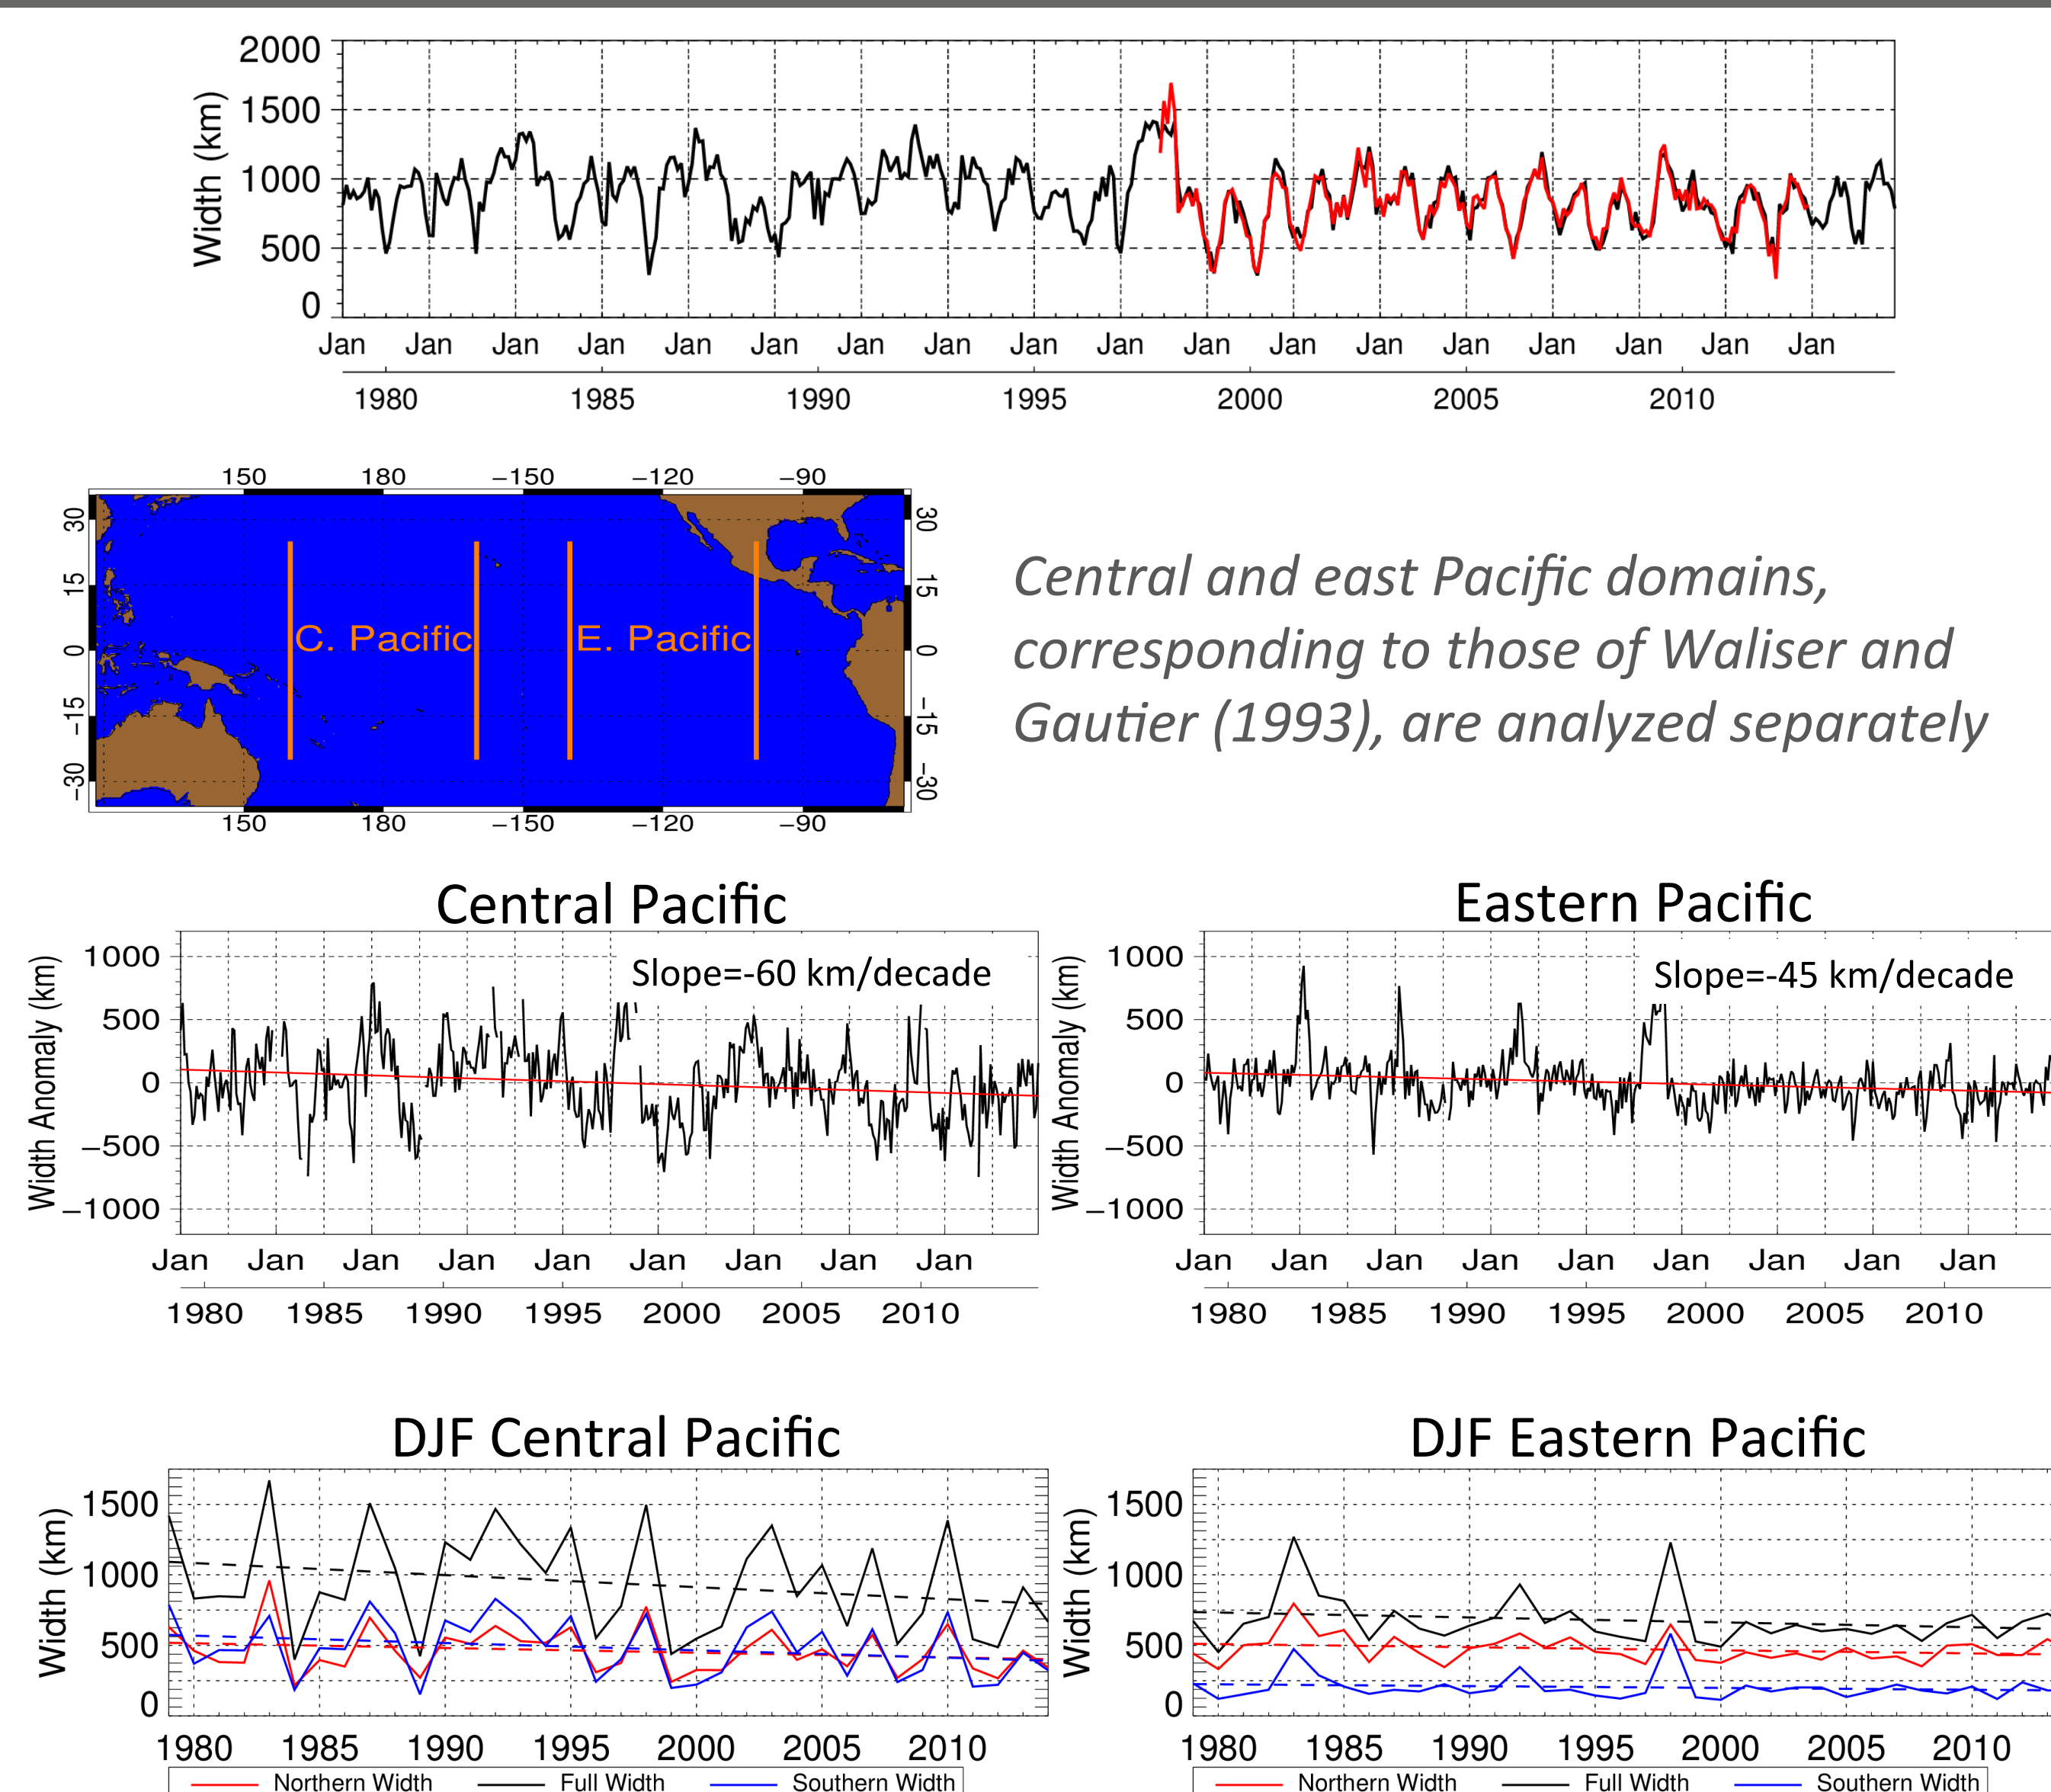 2000
1500
1000
500
0
Width (km)
Jan Jan Jan Jan Jan Jan Jan Jan Jan Jan Jan Jan Jan Jan Jan Jan Jan Jan
1980 1985 1990 1995 2000 2005 2010
150 180 −150 −120 −90
30 30
15 15
0 0
−15 −15
−30 −30
C. Pacific E. Pacific
150 180 −150 −120 −90
Central and east Pacific domains,
corresponding to those of Waliser and
Gautier (1993), are analyzed separately
Central Pacific
Width Anomaly (km)
1000
500
0
−500
−1000
Slope=-60 km/decade
Jan Jan Jan Jan Jan Jan Jan Jan Jan
1980 1985 1990 1995 2000 2005 2010
Eastern Pacific
Width Anomaly (km)
1000
500
0
−500
−1000
Slope=-45 km/decade
Jan Jan Jan Jan Jan Jan Jan Jan Jan
1980 1985 1990 1995 2000 2005 2010
DJF Central Pacific
Width (km)
1500
1000
500
0
1980 1985 1990 1995 2000 2005 2010
Northern Width Full Width Southern Width
DJF Eastern Pacific
Width (km)
1500
1000
500
0
1980 1985 1990 1995 2000 2005 2010
Northern Width Full Width Southern Width